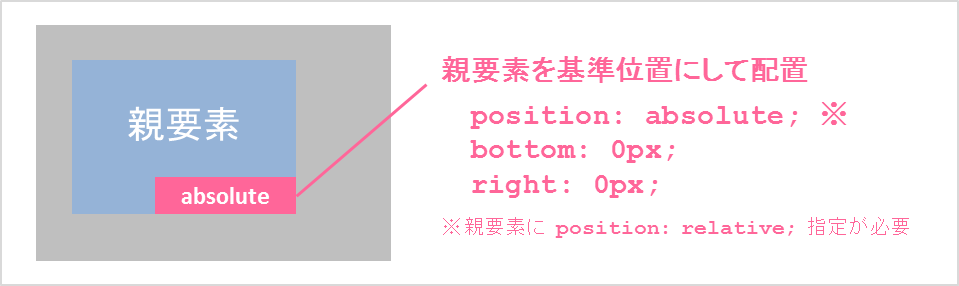 親要素
absolute
親要素を基準位置にして配置
position: absolute; ※
bottom: 0px;
right: 0px;
※親要素に position: relative; 指定が必要